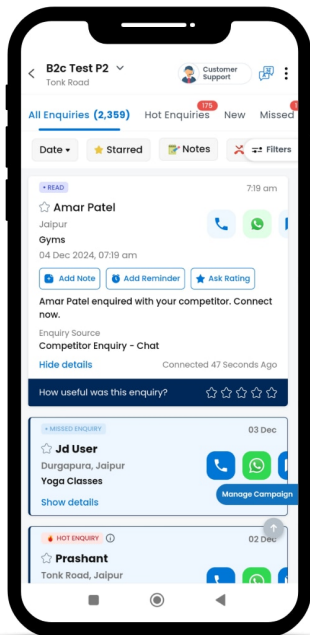 B2c Test P2
Tonk Road
Customer
Support
All Enquiries (2,359)
Hot Enquiries
175
New
Missed
1
Date
Starred
Notes
Filters
• READ
7:19 am
Amar Patel
Jaipur
Gyms
04 Dec 2024, 07:19 am
Add Note
Add Reminder
Ask Rating
Amar Patel enquired with your competitor. Connect
now.
Enquiry Source
Competitor Enquiry - Chat
Hide details
Connected 47 Seconds Ago
How useful was this enquiry?
• MISSED ENQUIRY
03 Dec
Jd User
Durgapura, Jaipur
Yoga Classes
Show details
Manage Campaign
HOT ENQUIRY
02 Dec
Prashant
Tonk Road, Jaipur